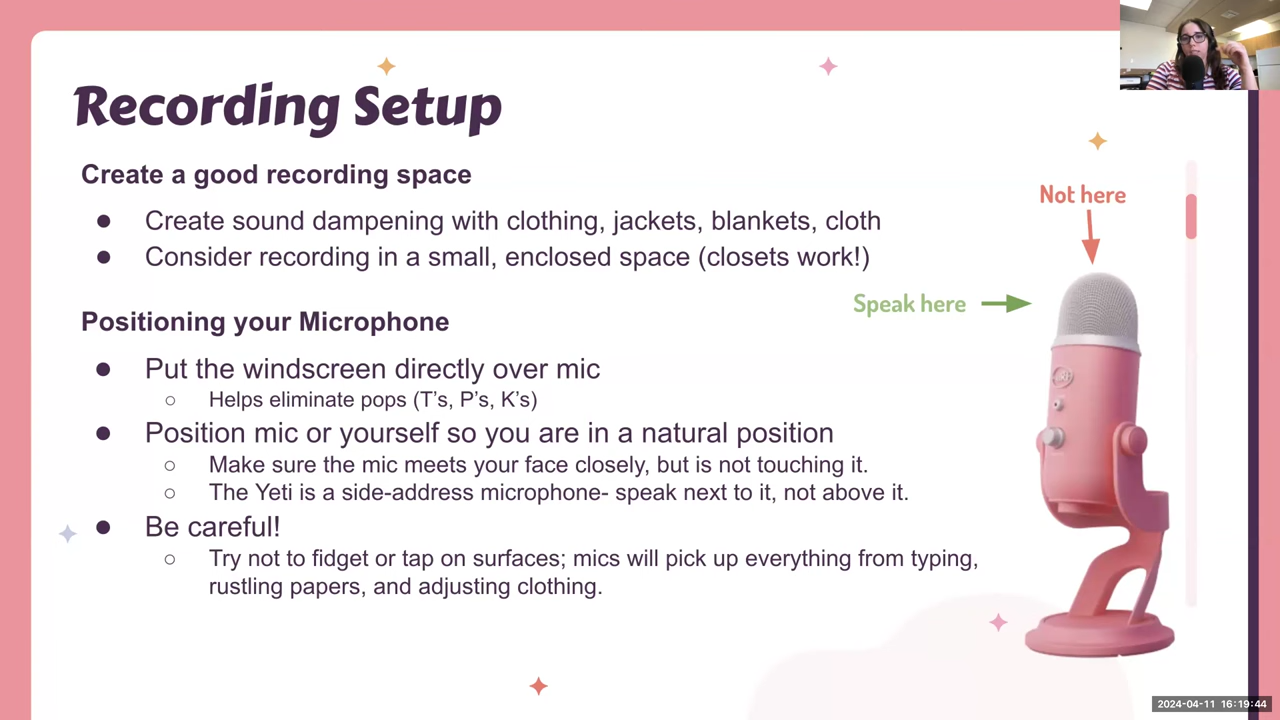 Recording Setup
Create a good recording space
● Create sound dampening with clothing, jackets, blankets, cloth
● Consider recording in a small, enclosed space (closets work!)
Positioning your Microphone
● Put the windscreen directly over mic
○ Helps eliminate pops (T's, P's, K's)
● Position mic or yourself so you are in a natural position
○ Make sure the mic meets your face closely, but is not touching it.
○ The Yeti is a side-address microphone- speak next to it, not above it.
● Be careful!
○ Try not to fidget or tap on surfaces; mics will pick up everything from typing,
rustling papers, and adjusting clothing.
Not here
Speak here
2024-04-11 16:19:44